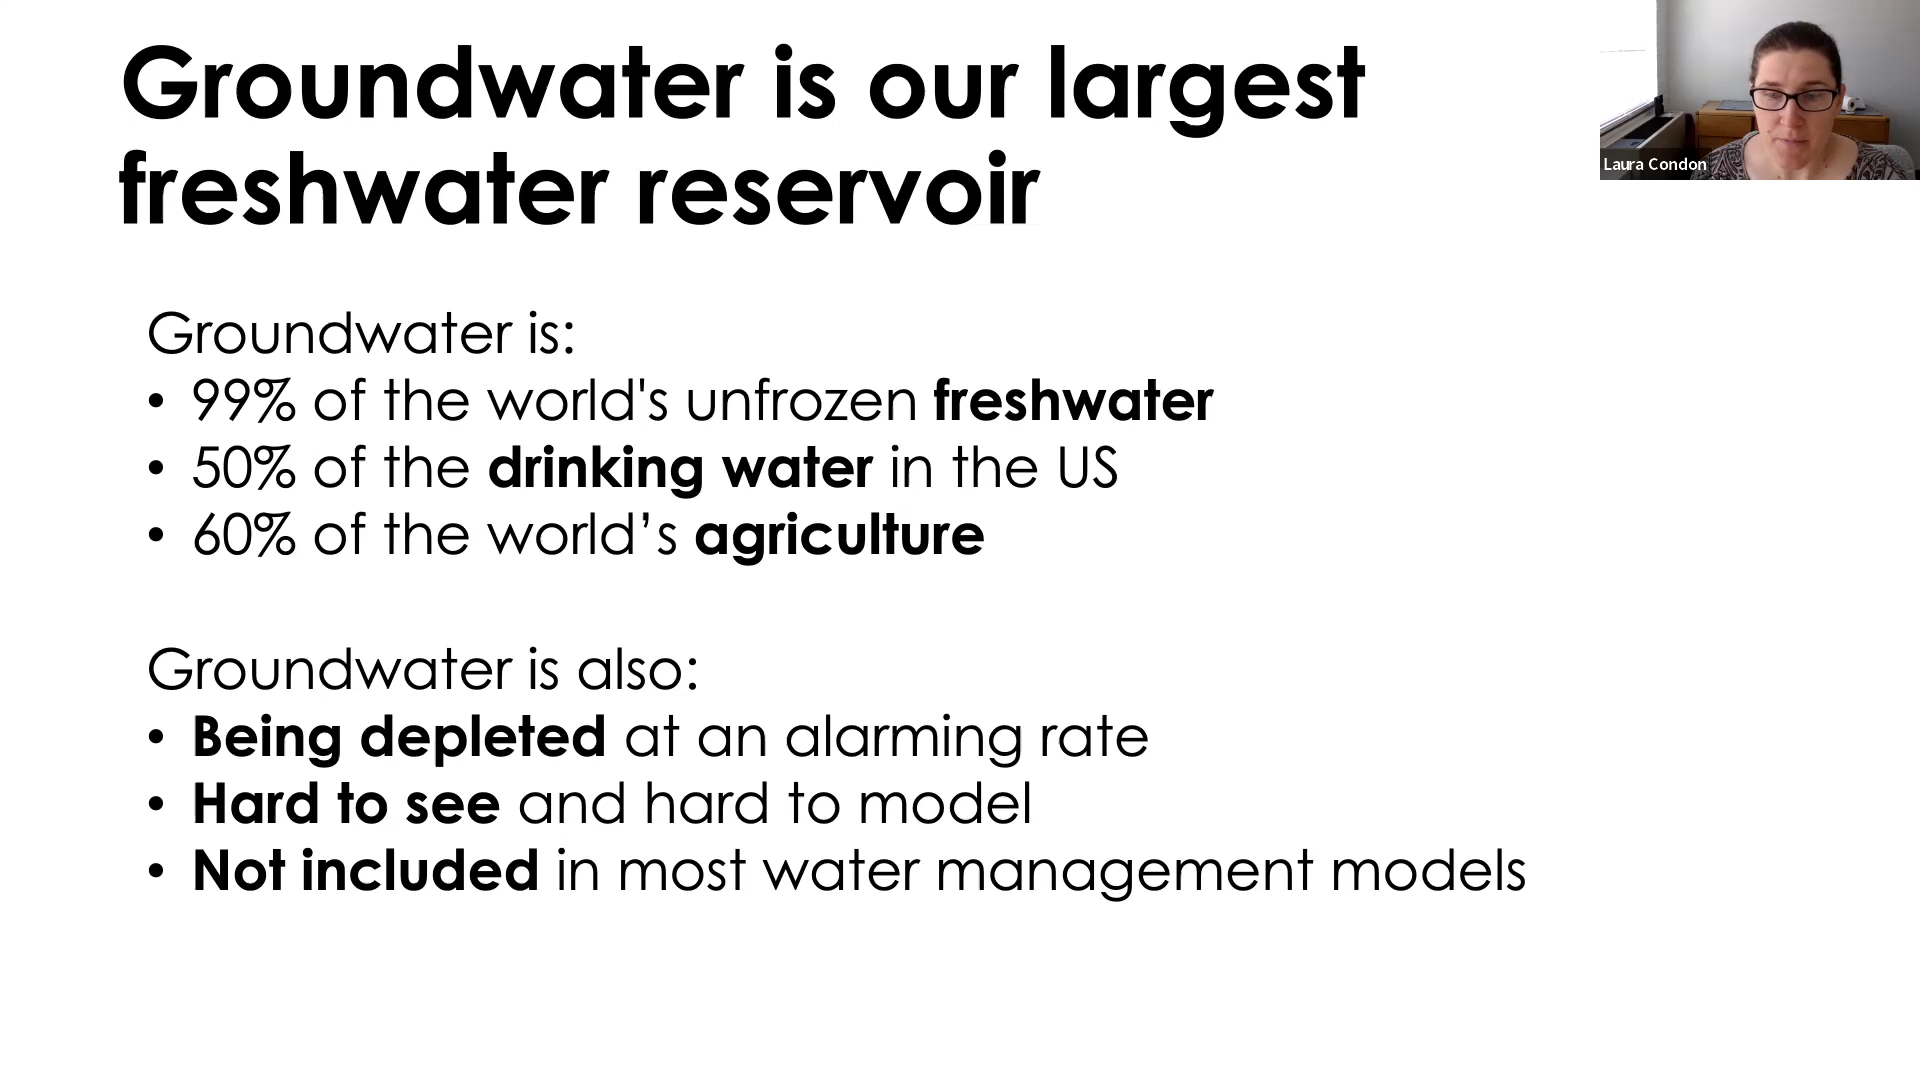 Groundwater is our largest
freshwater reservoir
Laura Condon
Groundwater is:
• 99% of the world's unfrozen freshwater
• 50% of the drinking water in the US
• 60% of the world’s agriculture
Groundwater is also:
• Being depleted at an alarming rate
• Hard to see and hard to model
• Not included in most water management models